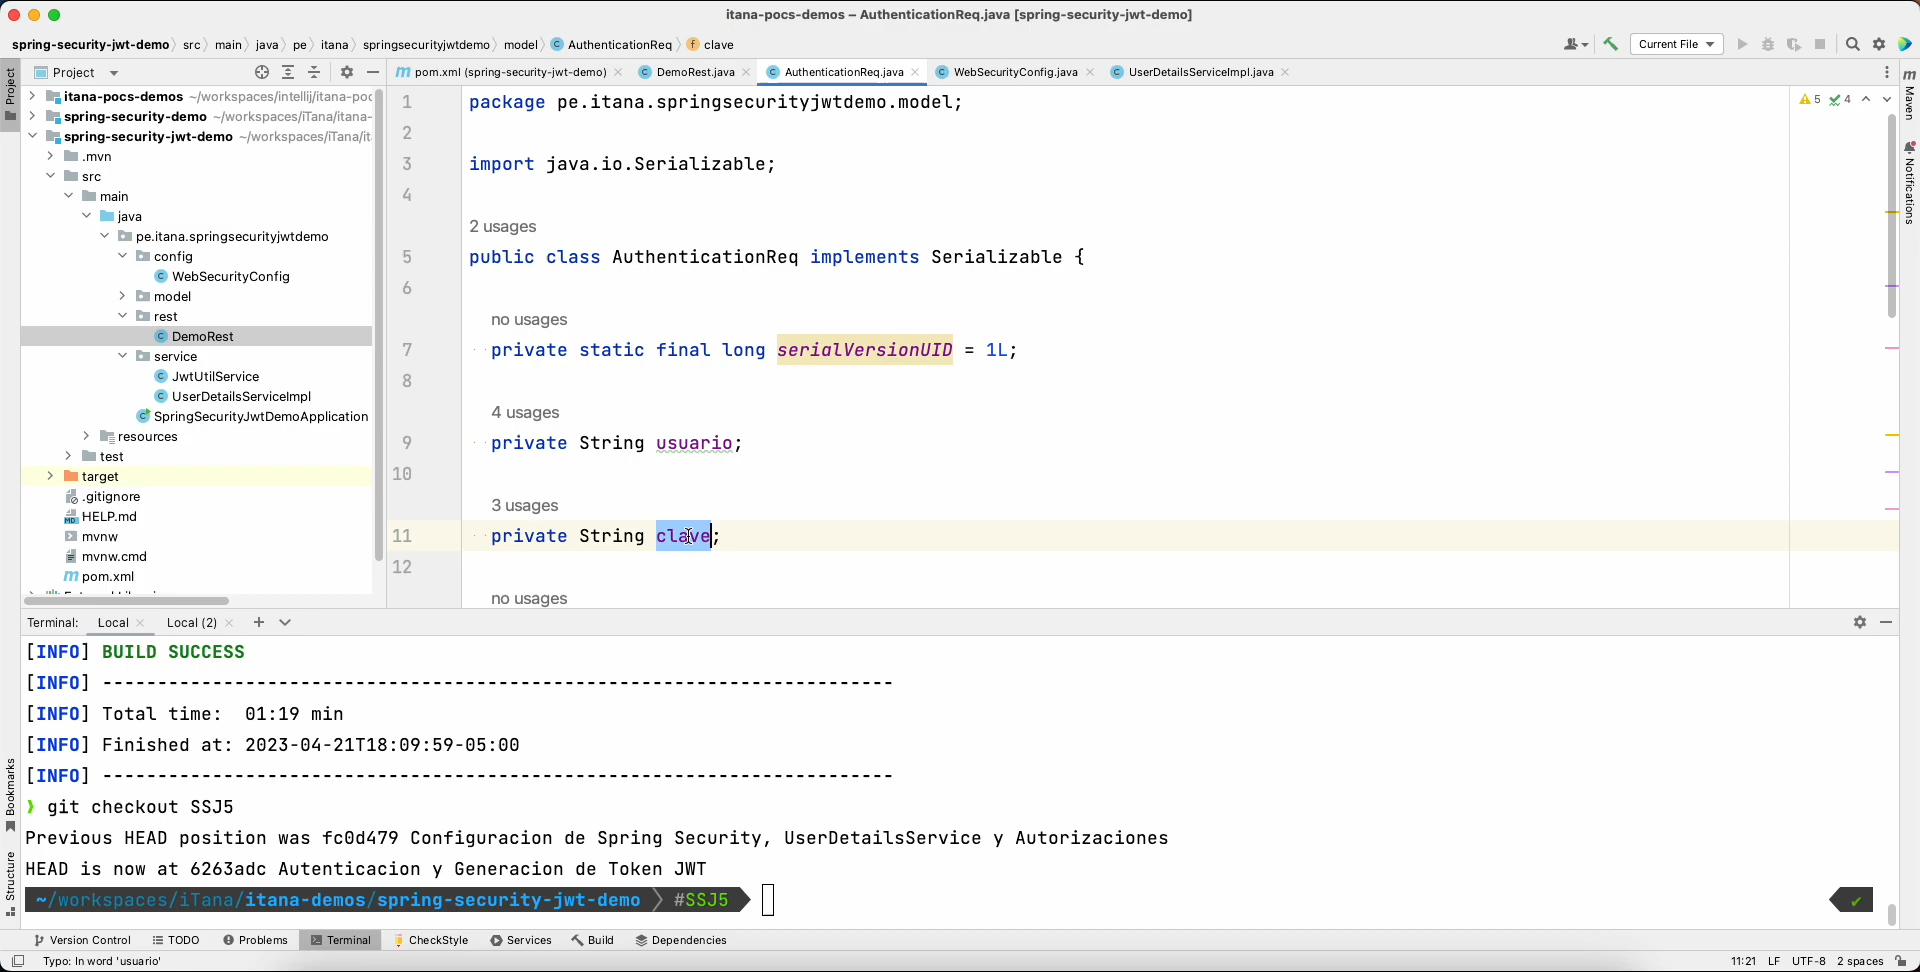 itana-pocs-demos – AuthenticationReq.java [spring-security-jwt-demo]
spring-security-jwt-demo src main java pe itana springsecurityjwtdemo model AuthenticationReq clave
Current File
Project
pom.xml (spring-security-jwt-demo) DemoRest.java AuthenticationReq.java WebSecurityConfig.java UserDetailsServiceImpl.java
Project
Maven
Notifications
Bookmarks
Structure
itana-pocs-demos ~/workspaces/intellij/itana-poc
spring-security-demo ~/workspaces/iTana/itana-
spring-security-jwt-demo ~/workspaces/iTana/it
.mvn
src
main
java
pe.itana.springsecurityjwtdemo
config
WebSecurityConfig
model
rest
DemoRest
service
JwtUtilService
UserDetailsServiceImpl
SpringSecurityJwtDemoApplication
resources
test
target
.gitignore
HELP.md
mvnw
mvnw.cmd
pom.xml
5 4
1 package pe.itana.springsecurityjwtdemo.model;
2
3 import java.io.Serializable;
4
2 usages
5 public class AuthenticationReq implements Serializable {
6
no usages
7 private static final long serialVersionUID = 1L;
8
4 usages
9 private String usuario;
10
3 usages
11 private String clave;
12
no usages
Terminal: Local Local (2)
[INFO] BUILD SUCCESS
[INFO] ------------------------------------------------------------------------
[INFO] Total time:  01:19 min
[INFO] Finished at: 2023-04-21T18:09:59-05:00
[INFO] ------------------------------------------------------------------------
❯ git checkout SSJ5
Previous HEAD position was fc0d479 Configuracion de Spring Security, UserDetailsService y Autorizaciones
HEAD is now at 6263adc Autenticacion y Generacion de Token JWT
~/workspaces/iTana/itana-demos/spring-security-jwt-demo #SSJ5
Version Control TODO Problems Terminal CheckStyle Services Build Dependencies
Typo: In word 'usuario'
11:21 LF UTF-8 2 spaces